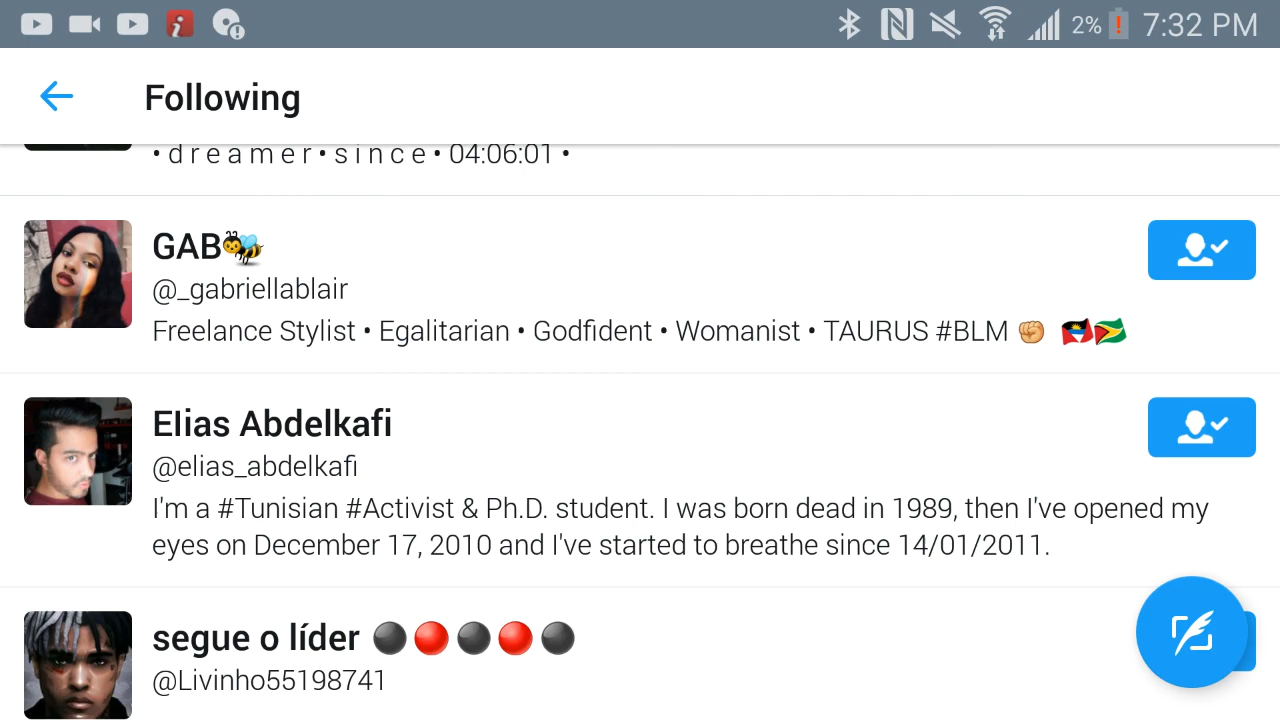 2% 7:32 PM
Following
• d r e a m e r • s i n c e • 04:06:01 •
GAB🐝
@_gabriellablair
Freelance Stylist • Egalitarian • Godfident • Womanist • TAURUS #BLM ✊🏼 🇦🇬🇬🇾
Elias Abdelkafi
@elias_abdelkafi
I'm a #Tunisian #Activist & Ph.D. student. I was born dead in 1989, then I've opened my
eyes on December 17, 2010 and I've started to breathe since 14/01/2011.
segue o líder ⚫🔴⚫🔴⚫
@Livinho55198741